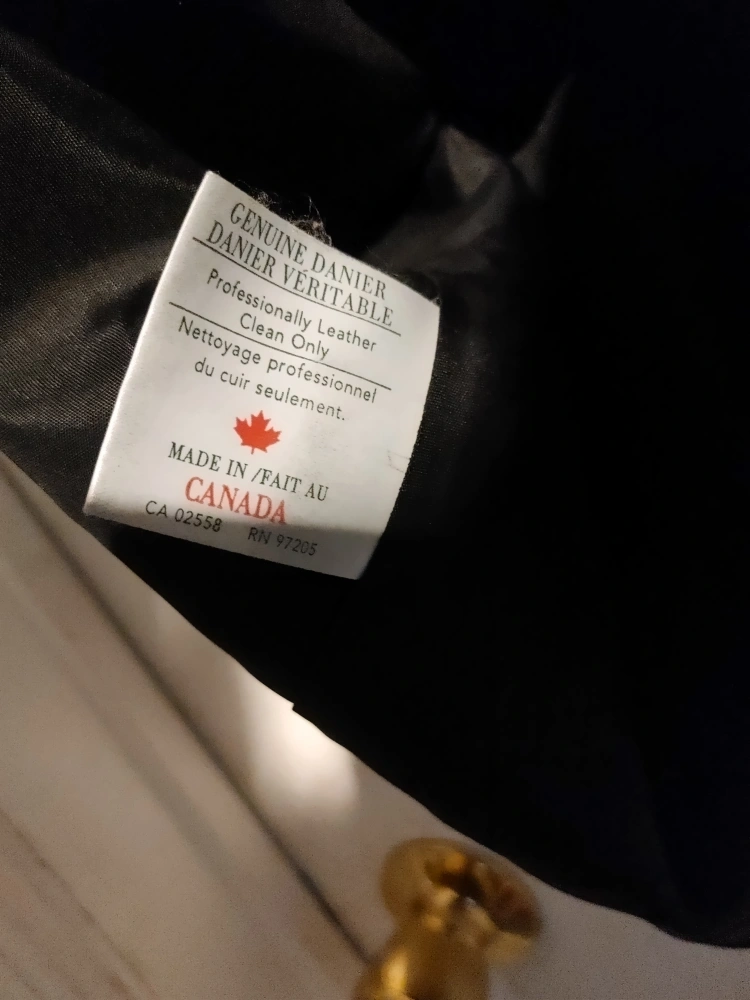 GENUINE DANIER
DANIER VÉRITABLE
Professionally Leather
Clean Only
Nettoyage professionnel
du cuir seulement.
MADE IN /FAIT AU
CANADA
CA 02558 RN 97205